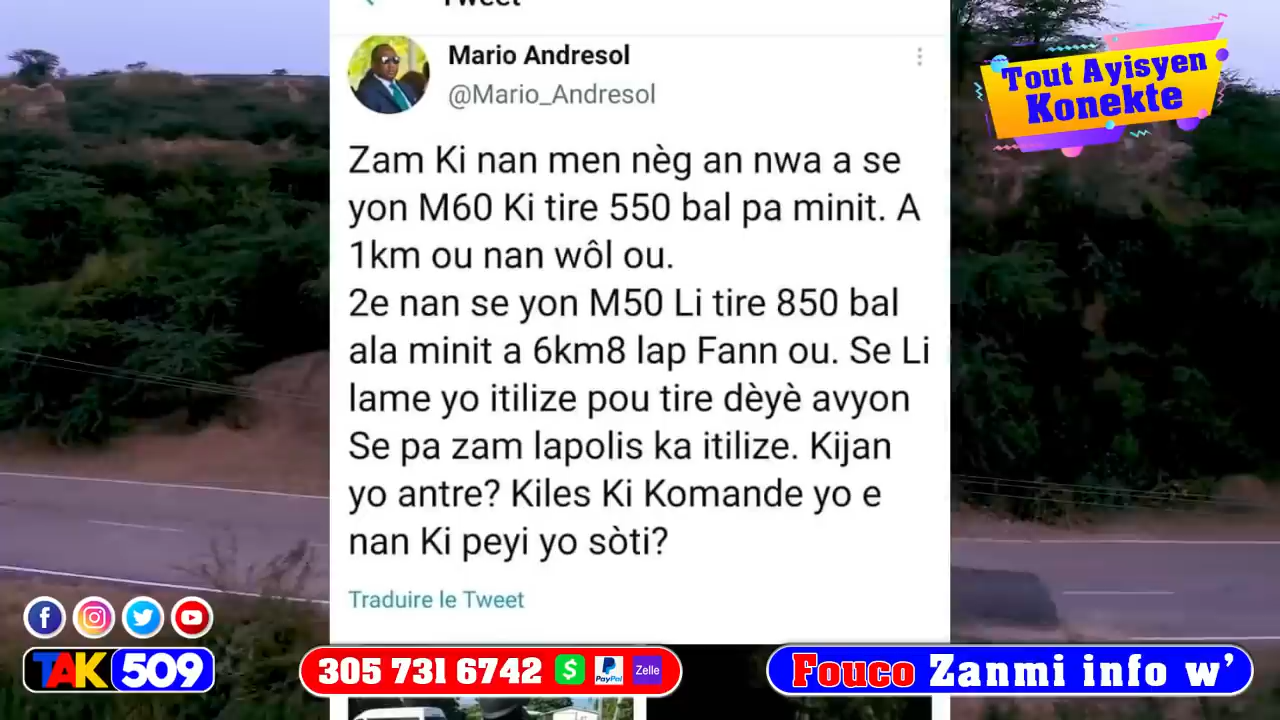 Tweet
Mario Andresol
@Mario_Andresol
Tout Ayisyen
Konekte
Zam Ki nan men nèg an nwa a se
yon M60 Ki tire 550 bal pa minit. A
1km ou nan wôl ou.
2e nan se yon M50 Li tire 850 bal
ala minit a 6km8 lap Fann ou. Se Li
lame yo itilize pou tire dèyè avyon
Se pa zam lapolis ka itilize. Kijan
yo antre? Kiles Ki Komande yo e
nan Ki peyi yo sòti?
Traduire le Tweet
TAK 509
305 731 6742 $ PayPal Zelle
Fouco Zanmi info w'